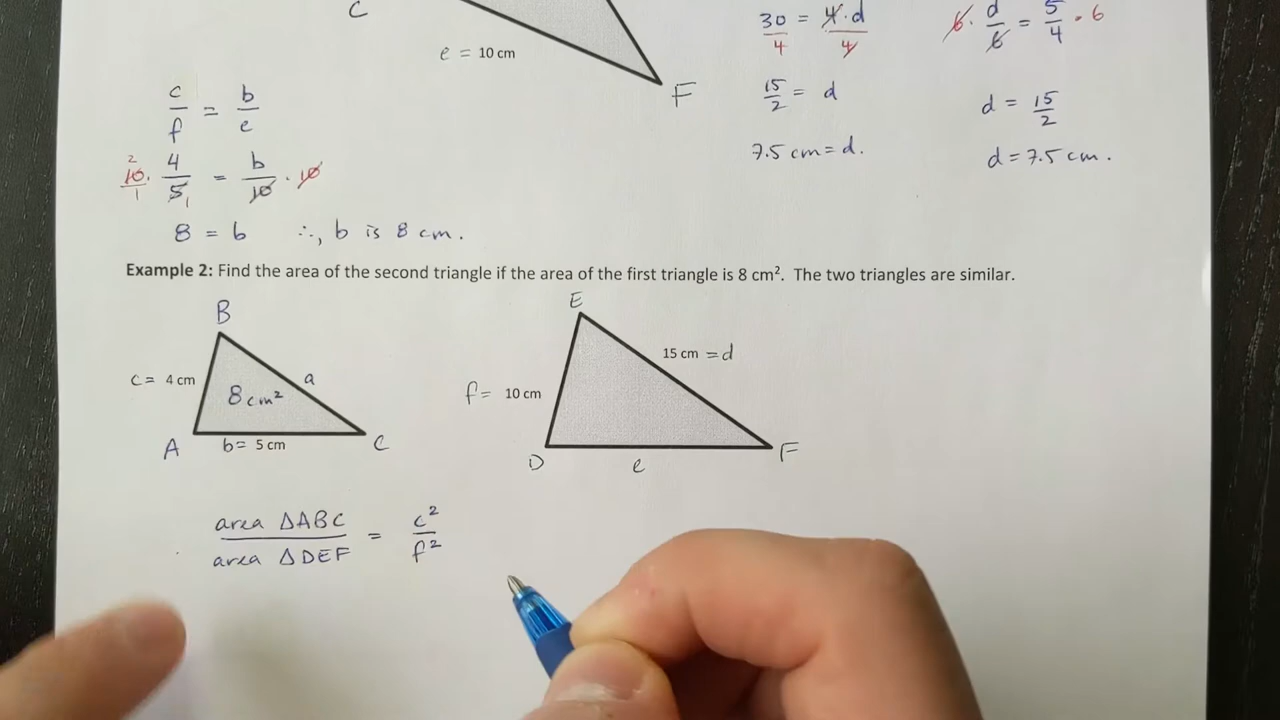 C
e = 10 cm
F
30/4 = 4·d/4
6· d/6 = 5/4 · 6
15/2 = d
d = 15/2
7.5 cm = d.
d = 7.5 cm.
c/f = b/e
2
10/1 · 4/5 1 = b/10 · 10
8 = b ∴, b is 8 cm.
Example 2: Find the area of the second triangle if the area of the first triangle is 8 cm². The two triangles are similar.
B
c = 4 cm
a
8 cm²
A
b = 5 cm
C
E
15 cm = d
f = 10 cm
D
e
F
area ΔABC / area ΔDEF = c²/f²